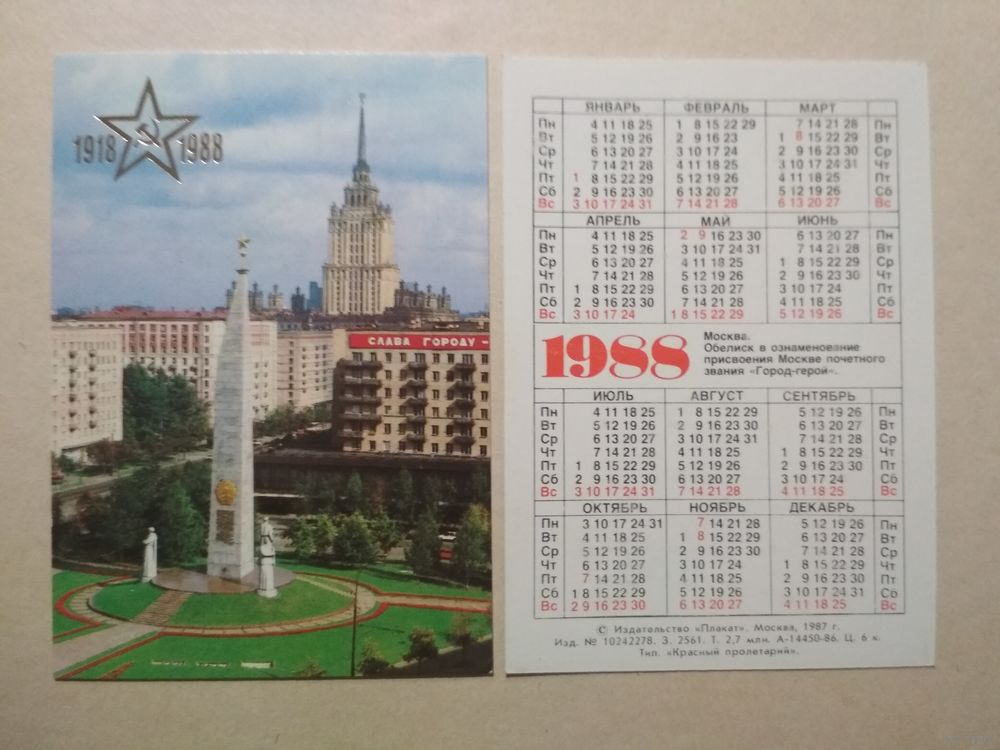 1918 1988
СЛАВА ГОРОДУ-
ЯНВАРЬ ФЕВРАЛЬ МАРТ
Пн 4 11 18 25 1 8 15 22 29 7 14 21 28 Пн
Вт 5 12 19 26 2 9 16 23 1 8 15 22 29 Вт
Ср 6 13 20 27 3 10 17 24 2 9 16 23 30 Ср
Чт 7 14 21 28 4 11 18 25 3 10 17 24 31 Чт
Пт 1 8 15 22 29 5 12 19 26 4 11 18 25 Пт
Сб 2 9 16 23 30 6 13 20 27 5 12 19 26 Сб
Вс 3 10 17 24 31 7 14 21 28 6 13 20 27 Вс
АПРЕЛЬ МАЙ ИЮНЬ
Пн 4 11 18 25 2 9 16 23 30 6 13 20 27 Пн
Вт 5 12 19 26 3 10 17 24 31 7 14 21 28 Вт
Ср 6 13 20 27 4 11 18 25 1 8 15 22 29 Ср
Чт 7 14 21 28 5 12 19 26 2 9 16 23 30 Чт
Пт 1 8 15 22 29 6 13 20 27 3 10 17 24 Пт
Сб 2 9 16 23 30 7 14 21 28 4 11 18 25 Сб
Вс 3 10 17 24 1 8 15 22 29 5 12 19 26 Вс
1988
Москва.
Обелиск в ознаменование
присвоения Москве почетного
звания «Город-герой».
ИЮЛЬ АВГУСТ СЕНТЯБРЬ
Пн 4 11 18 25 1 8 15 22 29 5 12 19 26 Пн
Вт 5 12 19 26 2 9 16 23 30 6 13 20 27 Вт
Ср 6 13 20 27 3 10 17 24 31 7 14 21 28 Ср
Чт 7 14 21 28 4 11 18 25 1 8 15 22 29 Чт
Пт 1 8 15 22 29 5 12 19 26 2 9 16 23 30 Пт
Сб 2 9 16 23 30 6 13 20 27 3 10 17 24 Сб
Вс 3 10 17 24 31 7 14 21 28 4 11 18 25 Вс
ОКТЯБРЬ НОЯБРЬ ДЕКАБРЬ
Пн 3 10 17 24 31 7 14 21 28 5 12 19 26 Пн
Вт 4 11 18 25 1 8 15 22 29 6 13 20 27 Вт
Ср 5 12 19 26 2 9 16 23 30 7 14 21 28 Ср
Чт 6 13 20 27 3 10 17 24 1 8 15 22 29 Чт
Пт 7 14 21 28 4 11 18 25 2 9 16 23 30 Пт
Сб 1 8 15 22 29 5 12 19 26 3 10 17 24 31 Сб
Вс 2 9 16 23 30 6 13 20 27 4 11 18 25 Вс
© Издательство «Плакат». Москва, 1987 г.
Изд. № 10242278. З. 2561. Т. 2,7 млн. А-14450-86. Ц. 6 к.
Тип. «Красный пролетарий».